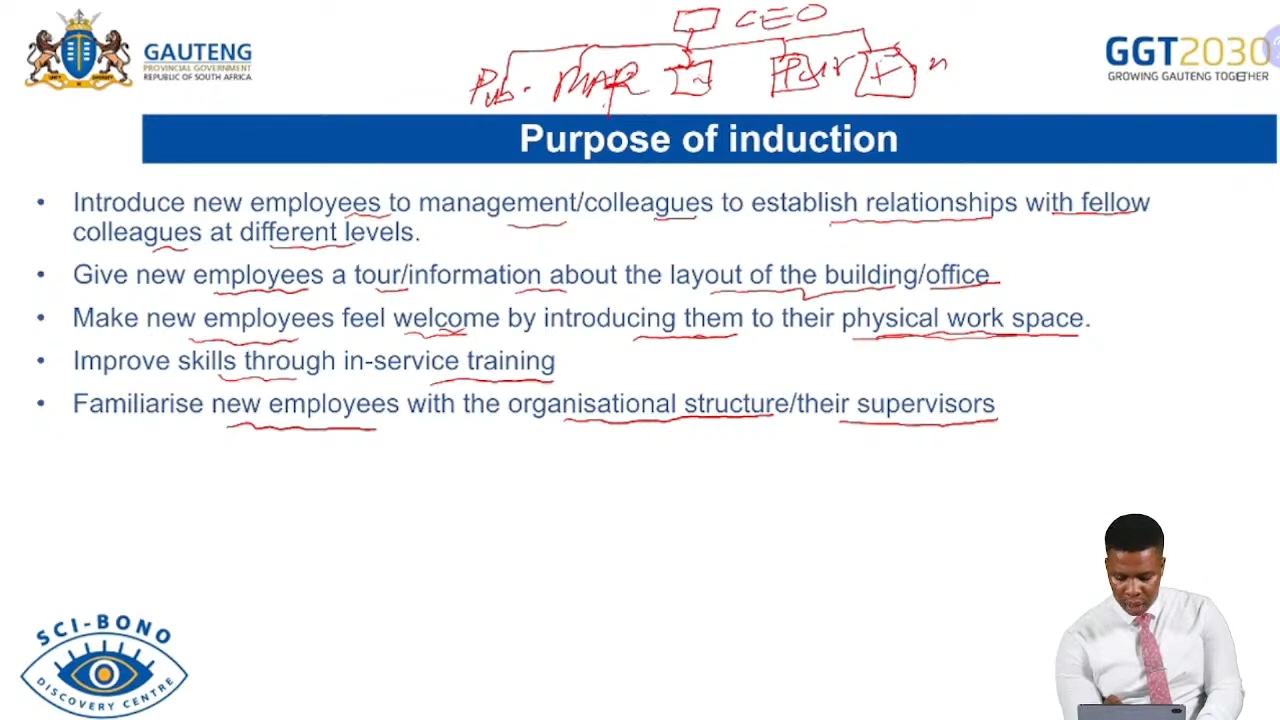 CEO
GAUTENG
PROVINCIAL GOVERNMENT
REPUBLIC OF SOUTH AFRICA
GGT2030
GROWING GAUTENG TOGETHER
Pub. MAR Pur
Purpose of induction
• Introduce new employees to management/colleagues to establish relationships with fellow
colleagues at different levels.
• Give new employees a tour/information about the layout of the building/office
• Make new employees feel welcome by introducing them to their physical work space.
• Improve skills through in-service training
• Familiarise new employees with the organisational structure/their supervisors
SCI-BONO
DISCOVERY CENTRE